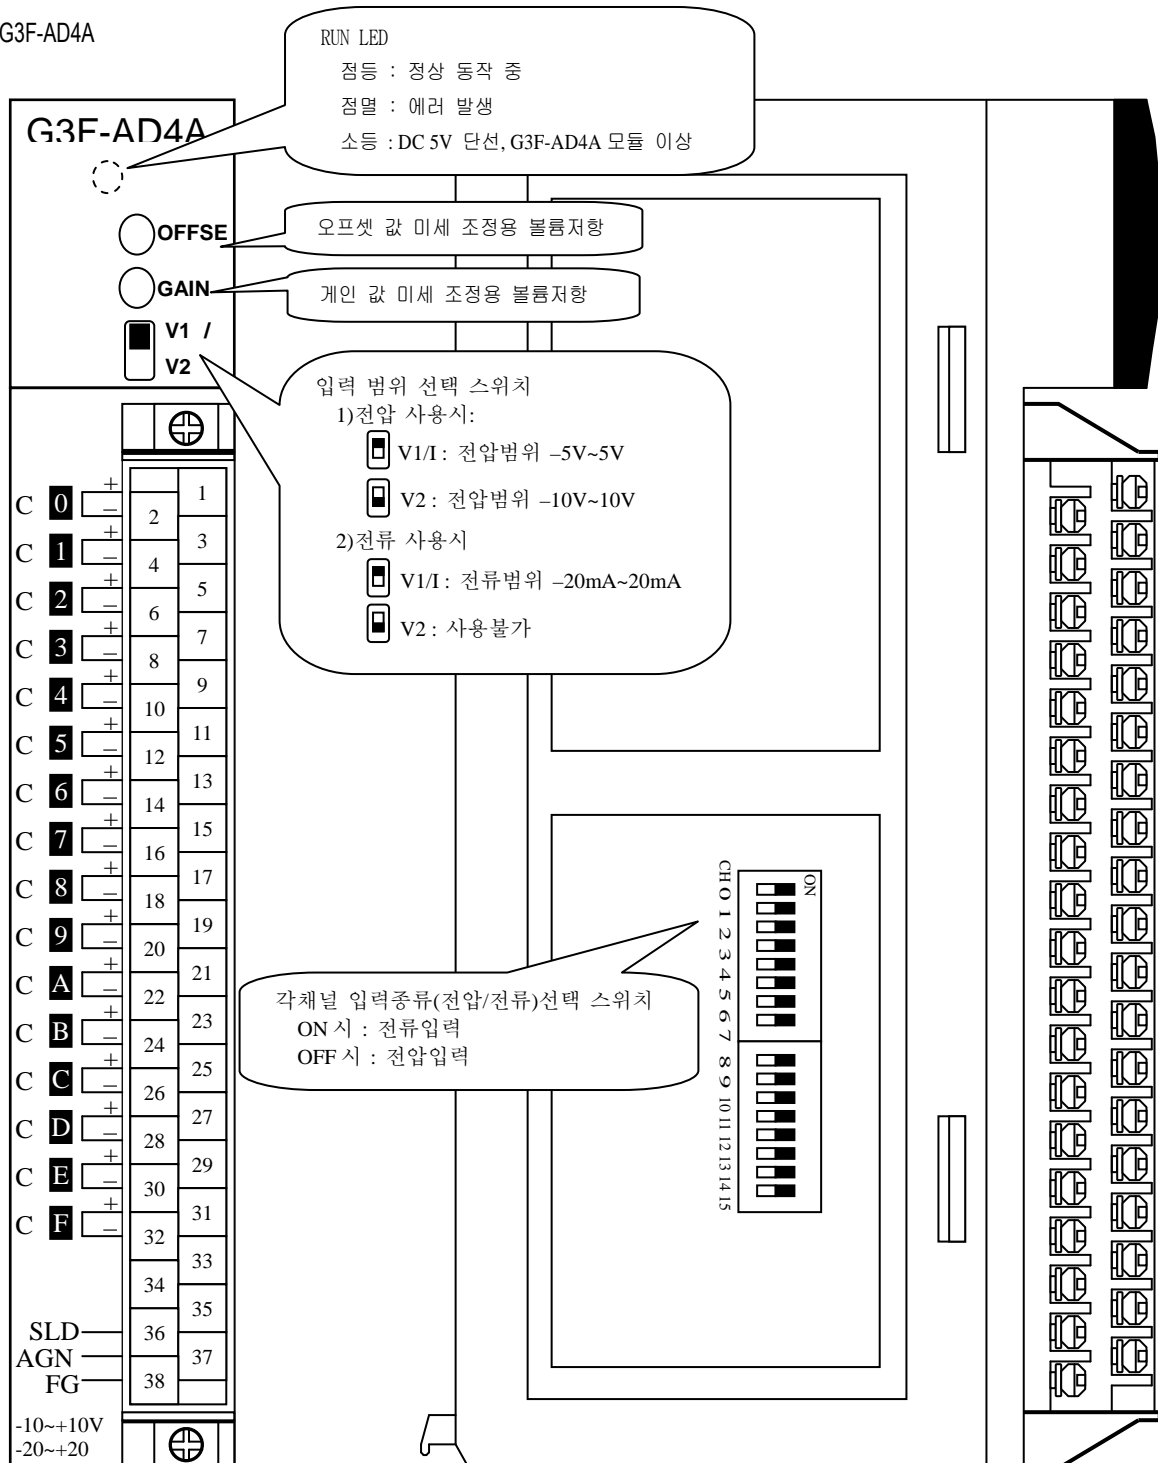 G3F-AD4A
RUN LED
점등 : 정상 동작 중
점멸 : 에러 발생
소등 : DC 5V 단선, G3F-AD4A 모듈 이상
G3F-AD4A
OFFSE
오프셋 값 미세 조정용 볼륨저항
GAIN
게인 값 미세 조정용 볼륨저항
V1 /
V2
입력 범위 선택 스위치
1)전압 사용시:
V1/I : 전압범위 –5V~5V
V2 : 전압범위 –10V~10V
2)전류 사용시
V1/I : 전류범위 –20mA~20mA
V2 : 사용불가
C 0 + – 1
2
C 1 + – 3
4
C 2 + – 5
6
C 3 + – 7
8
C 4 + – 9
10
C 5 + – 11
12
C 6 + – 13
14
C 7 + – 15
16
C 8 + – 17
18
C 9 + – 19
20
C A + – 21
22
C B + – 23
24
C C + – 25
26
C D + – 27
28
C E + – 29
30
C F + – 31
32
33
34
35
SLD 36
AGN 37
FG 38
-10~+10V
-20~+20
각채널 입력종류(전압/전류)선택 스위치
ON 시 : 전류입력
OFF 시 : 전압입력
CH 0 1 2 3 4 5 6 7 8 9 10 11 12 13 14 15
ON